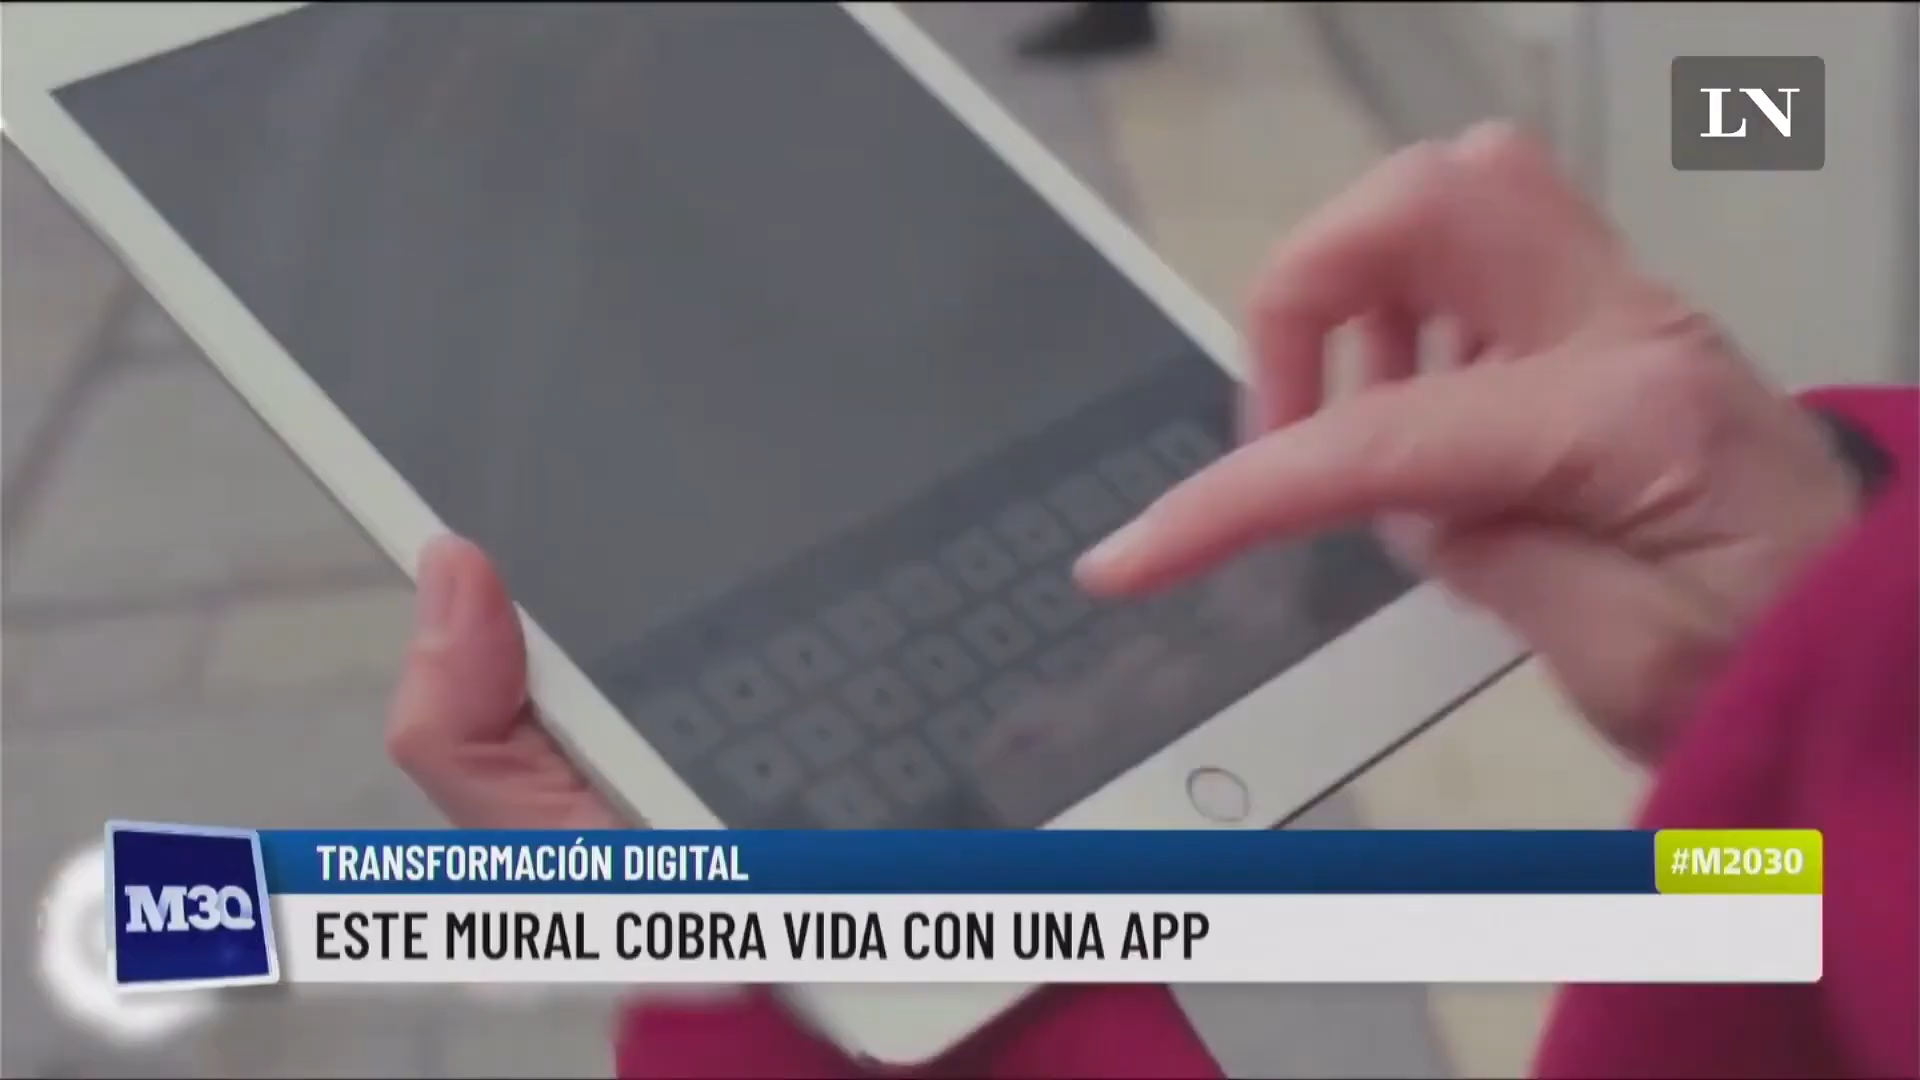 LN
TRANSFORMACIÓN DIGITAL
#M2030
M30
ESTE MURAL COBRA VIDA CON UNA APP